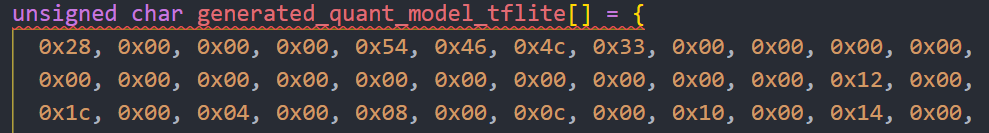 unsigned char generated_quant_model_tflite[] = {
0x28, 0x00, 0x00, 0x00, 0x54, 0x46, 0x4c, 0x33, 0x00, 0x00, 0x00, 0x00,
0x00, 0x00, 0x00, 0x00, 0x00, 0x00, 0x00, 0x00, 0x00, 0x00, 0x12, 0x00,
0x1c, 0x00, 0x04, 0x00, 0x08, 0x00, 0x0c, 0x00, 0x10, 0x00, 0x14, 0x00,